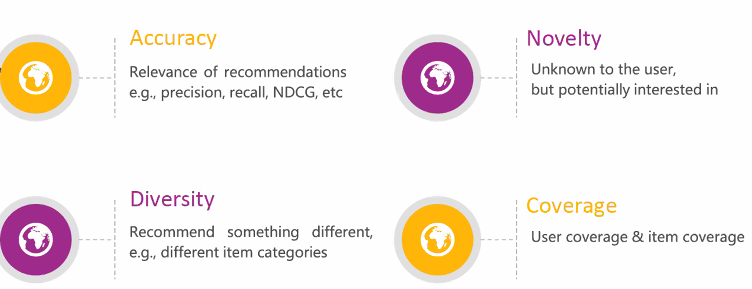 Accuracy
Relevance of recommendations
e.g., precision, recall, NDCG, etc
Novelty
Unknown to the user,
but potentially interested in
Diversity
Recommend something different,
e.g., different item categories
Coverage
User coverage & item coverage